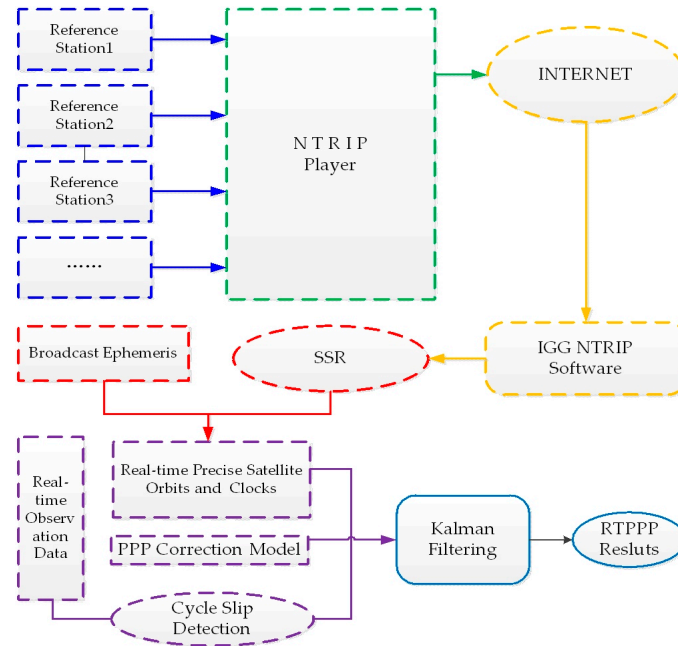 Reference
Station1
Reference
Station2
Reference
Station3
......
N T R I P
Player
INTERNET
Broadcast Ephemeris
SSR
IGG NTRIP
Software
Real-
time
Observ
ation
Data
Real-time Precise Satellite
Orbits and Clocks
PPP Correction Model
Cycle Slip
Detection
Kalman
Filtering
RTPPP
Resluts